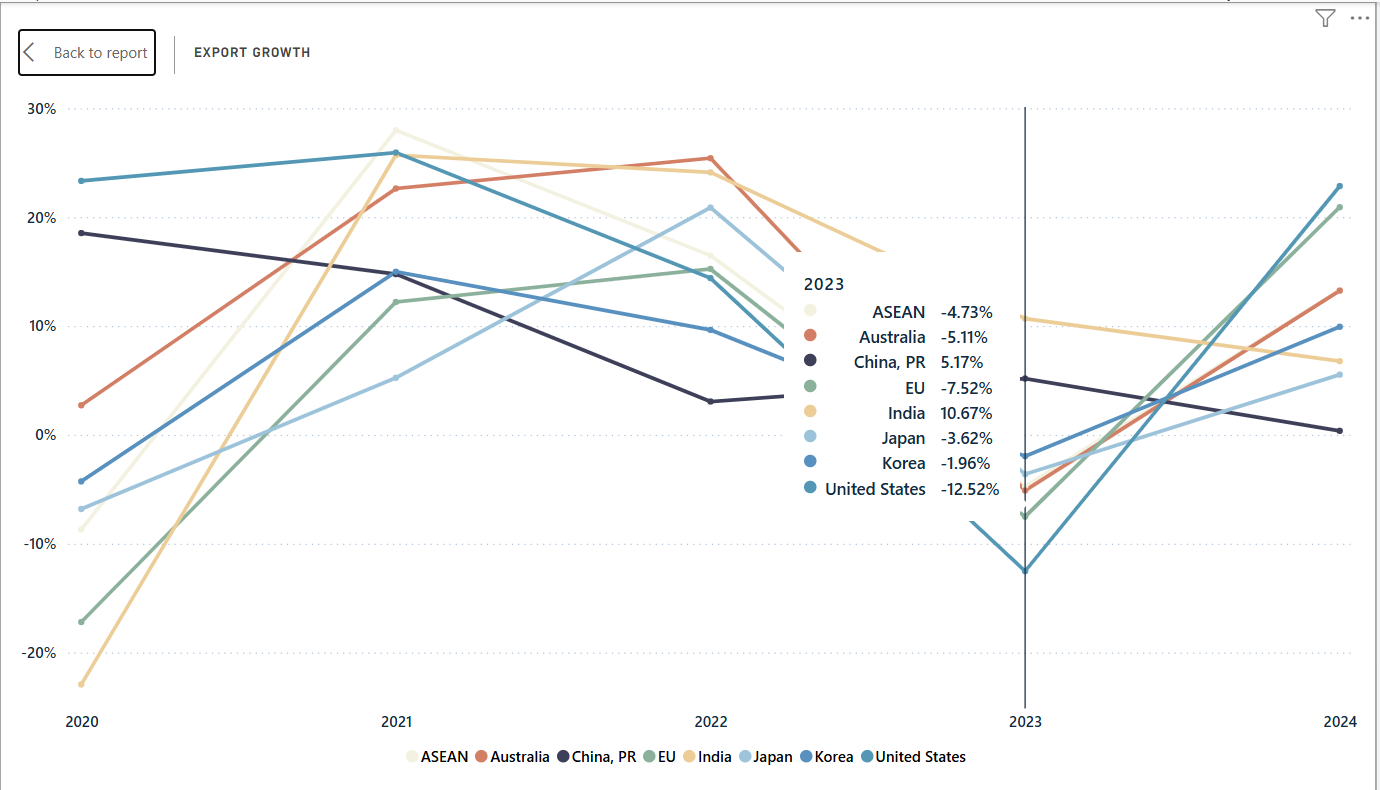 Back to report
EXPORT GROWTH
30%
20%
10%
0%
-10%
-20%
2023
ASEAN -4.73%
Australia -5.11%
China, PR 5.17%
EU -7.52%
India 10.67%
Japan -3.62%
Korea -1.96%
United States -12.52%
2020 2021 2022 2023 2024
ASEAN Australia China, PR EU India Japan Korea United States